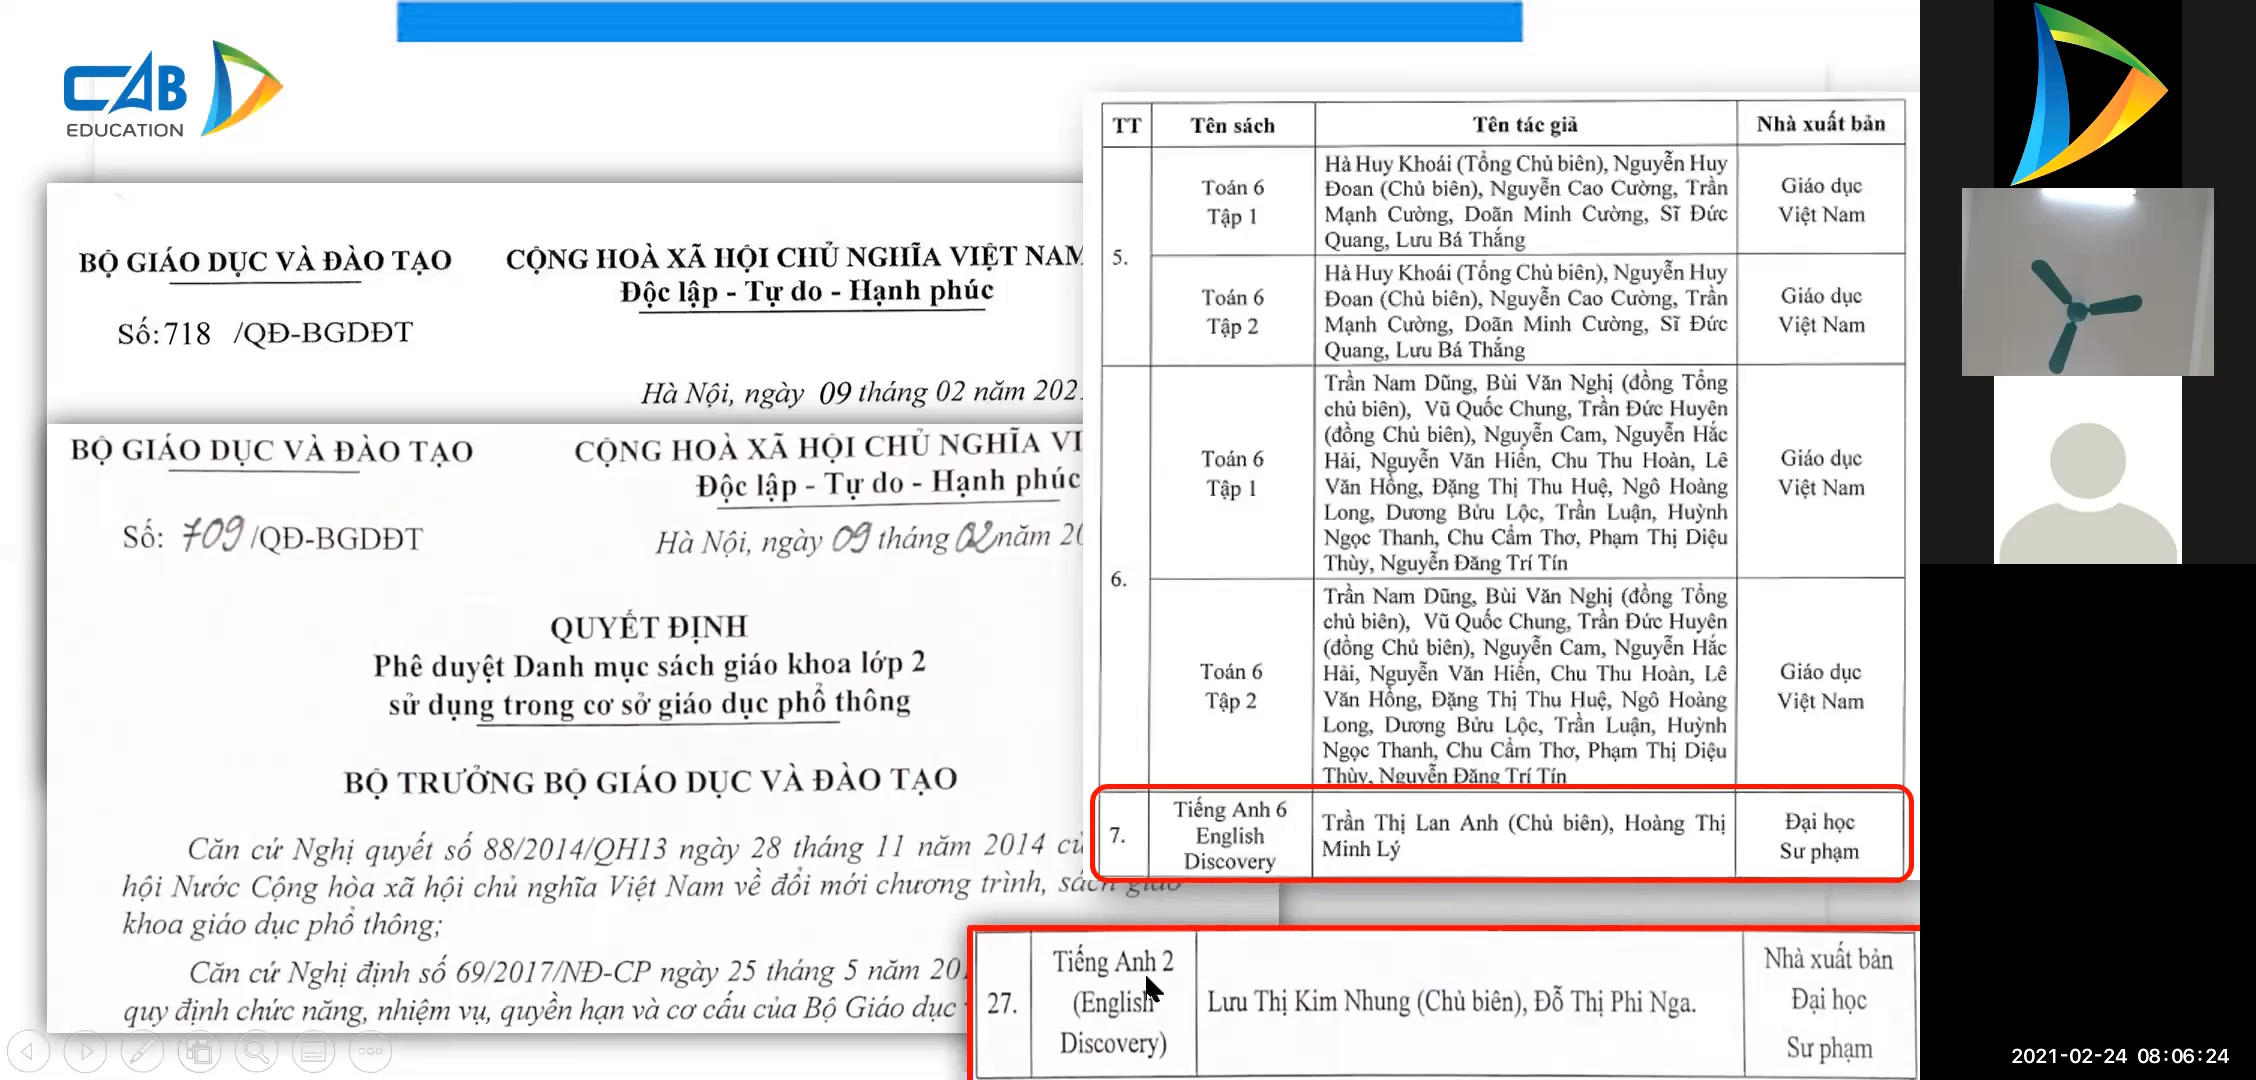 CAB
EDUCATION
BỘ GIÁO DỤC VÀ ĐÀO TẠO
CỘNG HOÀ XÃ HỘI CHỦ NGHĨA VIỆT NAM
Độc lập - Tự do - Hạnh phúc
Số: 718 /QĐ-BGDĐT
Hà Nội, ngày 09 tháng 02 năm 202
BỘ GIÁO DỤC VÀ ĐÀO TẠO
CỘNG HOÀ XÃ HỘI CHỦ NGHĨA VI
Độc lập - Tự do - Hạnh phúc
Số: 709 /QĐ-BGDĐT
Hà Nội, ngày 09 tháng 02 năm 20
QUYẾT ĐỊNH
Phê duyệt Danh mục sách giáo khoa lớp 2
sử dụng trong cơ sở giáo dục phổ thông
BỘ TRƯỞNG BỘ GIÁO DỤC VÀ ĐÀO TẠO
Căn cứ Nghị quyết số 88/2014/QH13 ngày 28 tháng 11 năm 2014 củ
hội Nước Cộng hòa xã hội chủ nghĩa Việt Nam về đổi mới chương trình, sách giáo
khoa giáo dục phổ thông;
Căn cứ Nghị định số 69/2017/NĐ-CP ngày 25 tháng 5 năm 201
quy định chức năng, nhiệm vụ, quyền hạn và cơ cấu của Bộ Giáo dục
TT
Tên sách
Tên tác giả
Nhà xuất bản
5.
Toán 6
Tập 1
Hà Huy Khoái (Tổng Chủ biên), Nguyễn Huy
Đoan (Chủ biên), Nguyễn Cao Cường, Trần
Mạnh Cường, Doãn Minh Cường, Sĩ Đức
Quang, Lưu Bá Thắng
Giáo dục
Việt Nam
Toán 6
Tập 2
Hà Huy Khoái (Tổng Chủ biên), Nguyễn Huy
Đoan (Chủ biên), Nguyễn Cao Cường, Trần
Mạnh Cường, Doãn Minh Cường, Sĩ Đức
Quang, Lưu Bá Thắng
Giáo dục
Việt Nam
6.
Toán 6
Tập 1
Trần Nam Dũng, Bùi Văn Nghị (đồng Tổng
chủ biên), Vũ Quốc Chung, Trần Đức Huyên
(đồng Chủ biên), Nguyễn Cam, Nguyễn Hắc
Hải, Nguyễn Văn Hiển, Chu Thu Hoàn, Lê
Văn Hồng, Đặng Thị Thu Huệ, Ngô Hoàng
Long, Dương Bửu Lộc, Trần Luận, Huỳnh
Ngọc Thanh, Chu Cẩm Thơ, Phạm Thị Diệu
Thùy, Nguyễn Đăng Trí Tín
Giáo dục
Việt Nam
Toán 6
Tập 2
Trần Nam Dũng, Bùi Văn Nghị (đồng Tổng
chủ biên), Vũ Quốc Chung, Trần Đức Huyên
(đồng Chủ biên), Nguyễn Cam, Nguyễn Hắc
Hải, Nguyễn Văn Hiển, Chu Thu Hoàn, Lê
Văn Hồng, Đặng Thị Thu Huệ, Ngô Hoàng
Long, Dương Bửu Lộc, Trần Luận, Huỳnh
Ngọc Thanh, Chu Cẩm Thơ, Phạm Thị Diệu
Thùy, Nguyễn Đăng Trí Tín
Giáo dục
Việt Nam
7.
Tiếng Anh 6
English
Discovery
Trần Thị Lan Anh (Chủ biên), Hoàng Thị
Minh Lý
Đại học
Sư phạm
27.
Tiếng Anh 2
(English
Discovery)
Lưu Thị Kim Nhung (Chủ biên), Đỗ Thị Phi Nga.
Nhà xuất bản
Đại học
Sư phạm
2021-02-24 08:06:24